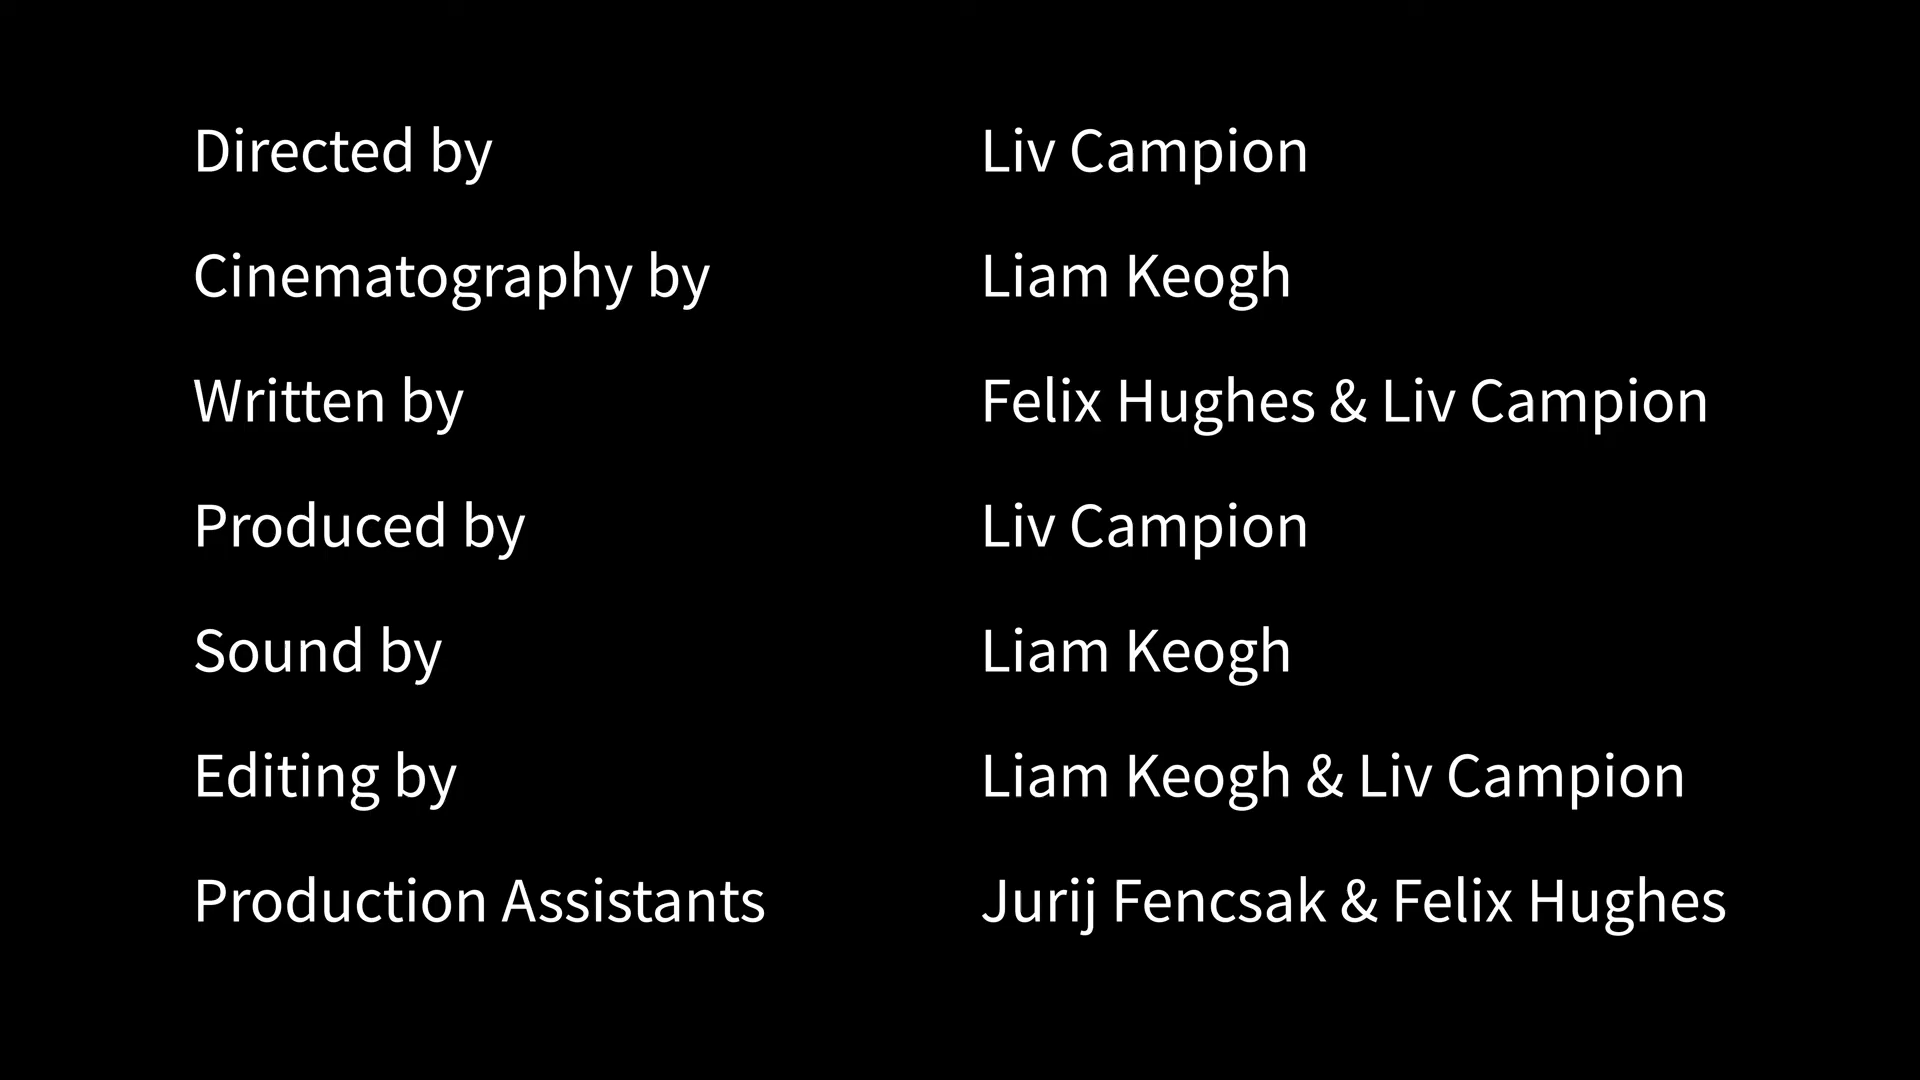 Directed by Liv Campion
Cinematography by Liam Keogh
Written by Felix Hughes & Liv Campion
Produced by Liv Campion
Sound by Liam Keogh
Editing by Liam Keogh & Liv Campion
Production Assistants Jurij Fencsak & Felix Hughes